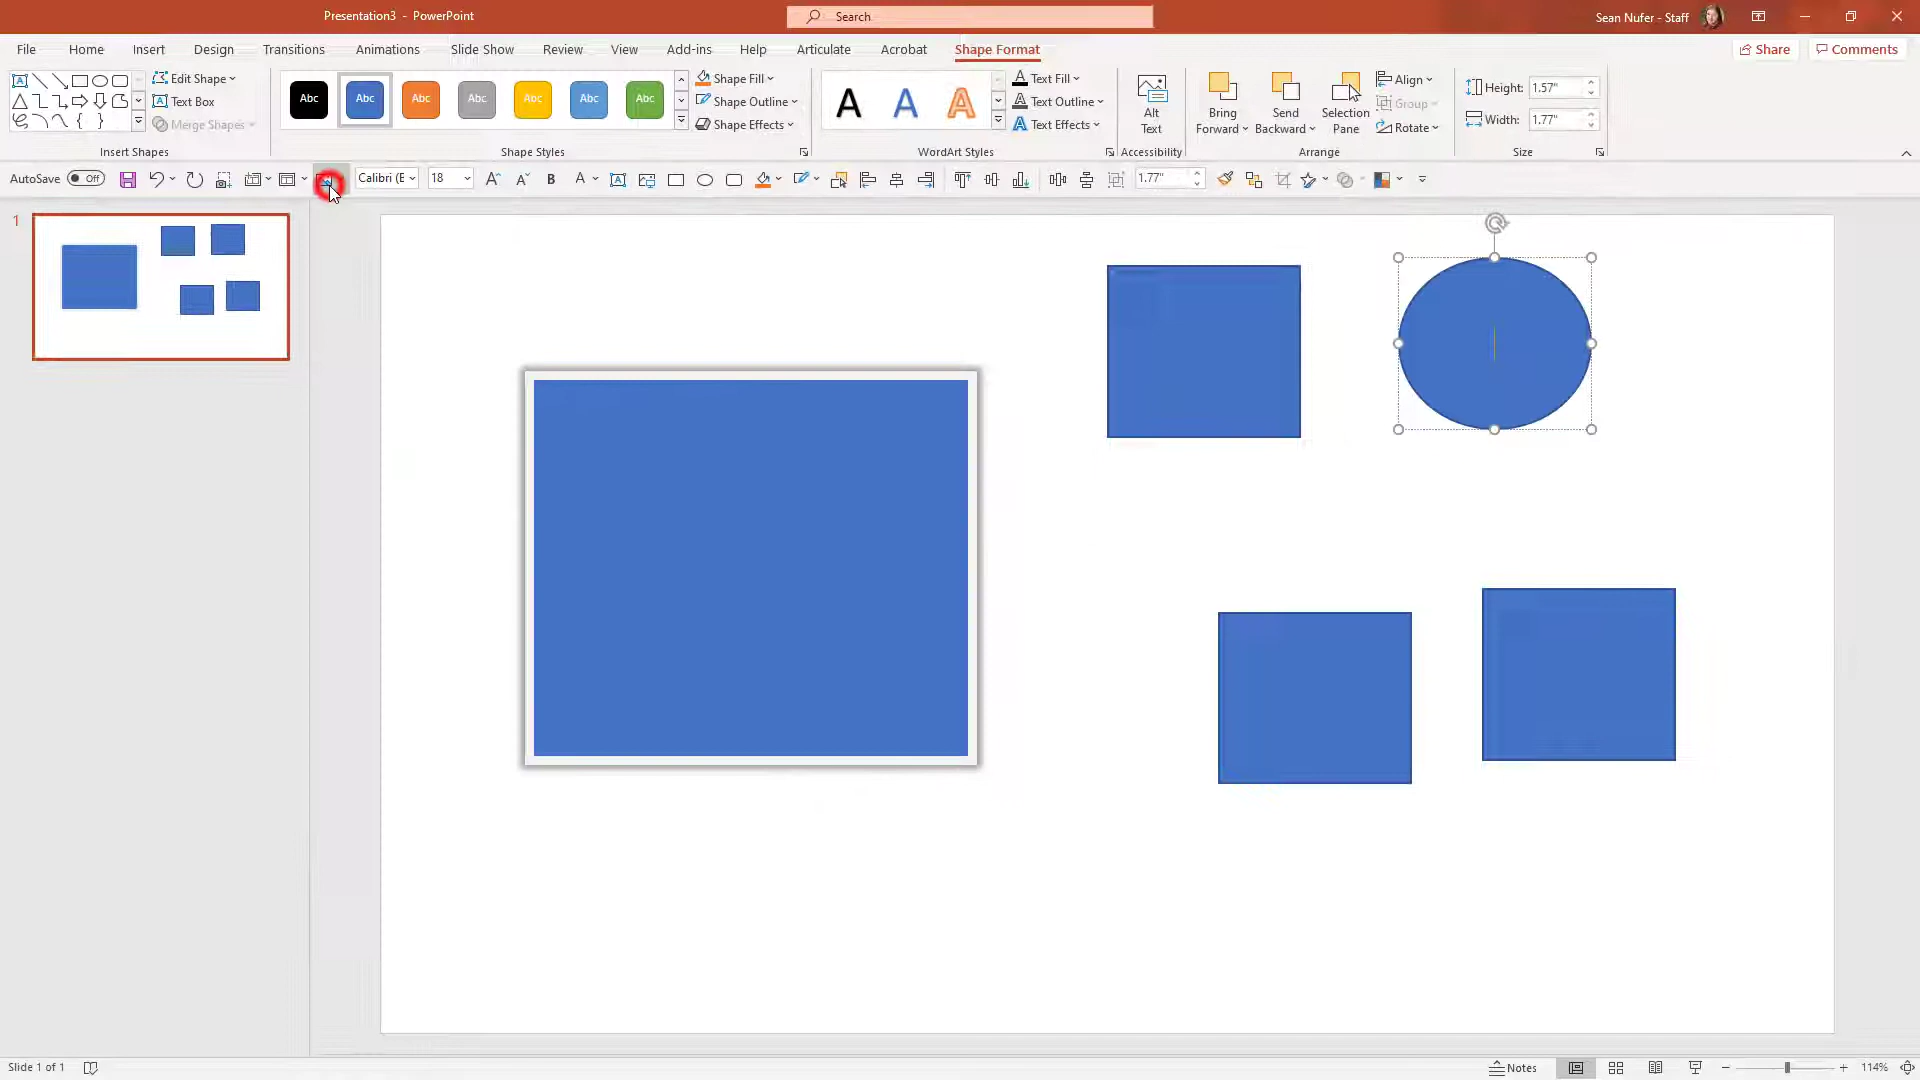 Presentation3 - PowerPoint
Search
Sean Nufer - Staff
File Home Insert Design Transitions Animations Slide Show Review View Add-ins Help Articulate Acrobat Shape Format
Share Comments
Edit Shape
Text Box
Merge Shapes
Insert Shapes
Abc Abc Abc Abc Abc Abc Abc
Shape Fill
Shape Outline
Shape Effects
Shape Styles
A A A
Text Fill
Text Outline
Text Effects
WordArt Styles
Alt Text
Accessibility
Bring Forward
Send Backward
Selection Pane
Align
Group
Rotate
Arrange
Height: 1.57"
Width: 1.77"
Size
AutoSave Off
Calibri (E 18 A A B A 1.77"
1
Slide 1 of 1
Notes
114%